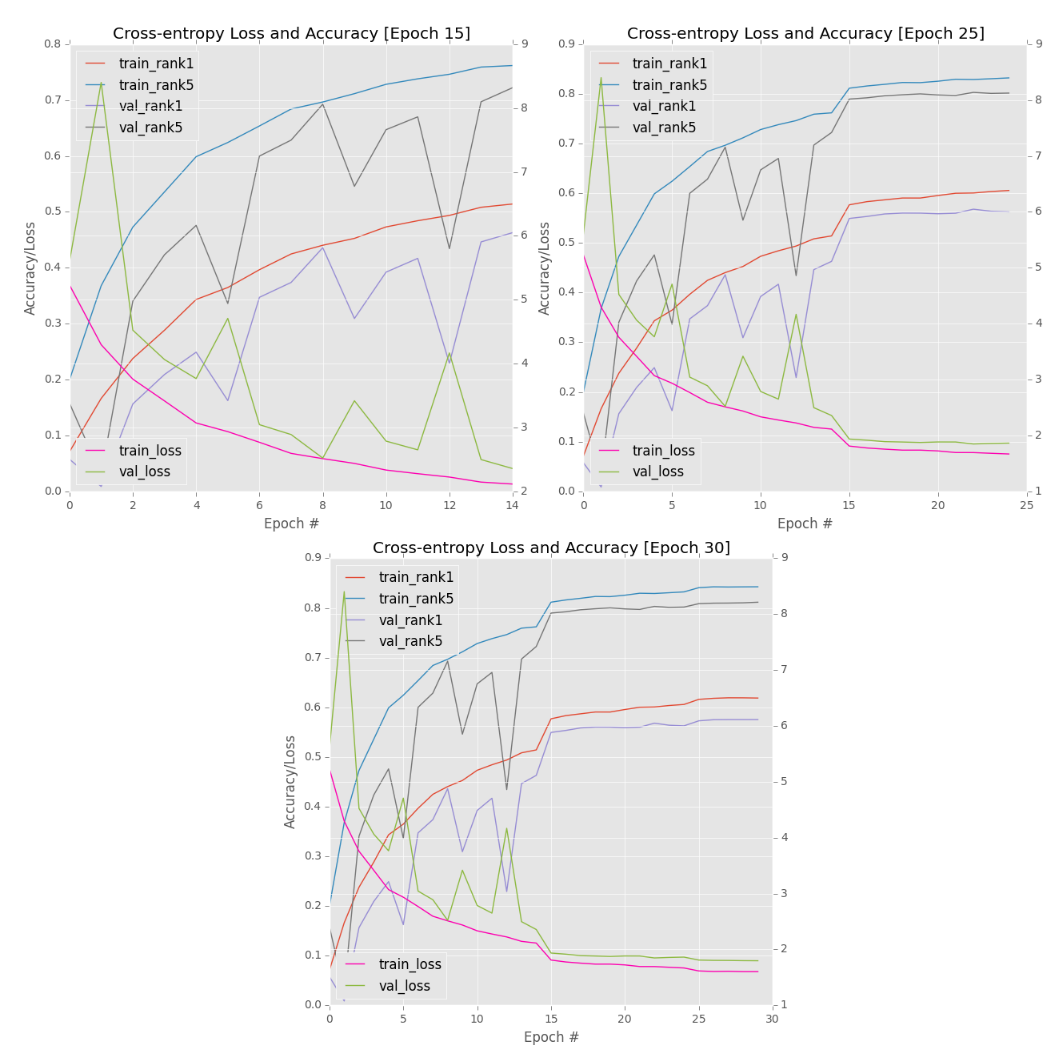 Cross-entropy Loss and Accuracy [Epoch 15]
train_rank1
train_rank5
val_rank1
val_rank5
train_loss
val_loss
0.8
0.7
0.6
0.5
0.4
0.3
0.2
0.1
0.0
Accuracy/Loss
9
8
7
6
5
4
3
2
0 2 4 6 8 10 12 14
Epoch #
Cross-entropy Loss and Accuracy [Epoch 25]
train_rank1
train_rank5
val_rank1
val_rank5
train_loss
val_loss
0.9
0.8
0.7
0.6
0.5
0.4
0.3
0.2
0.1
0.0
Accuracy/Loss
9
8
7
6
5
4
3
2
1
0 5 10 15 20 25
Epoch #
Cross-entropy Loss and Accuracy [Epoch 30]
train_rank1
train_rank5
val_rank1
val_rank5
train_loss
val_loss
0.9
0.8
0.7
0.6
0.5
0.4
0.3
0.2
0.1
0.0
Accuracy/Loss
9
8
7
6
5
4
3
2
1
0 5 10 15 20 25 30
Epoch #